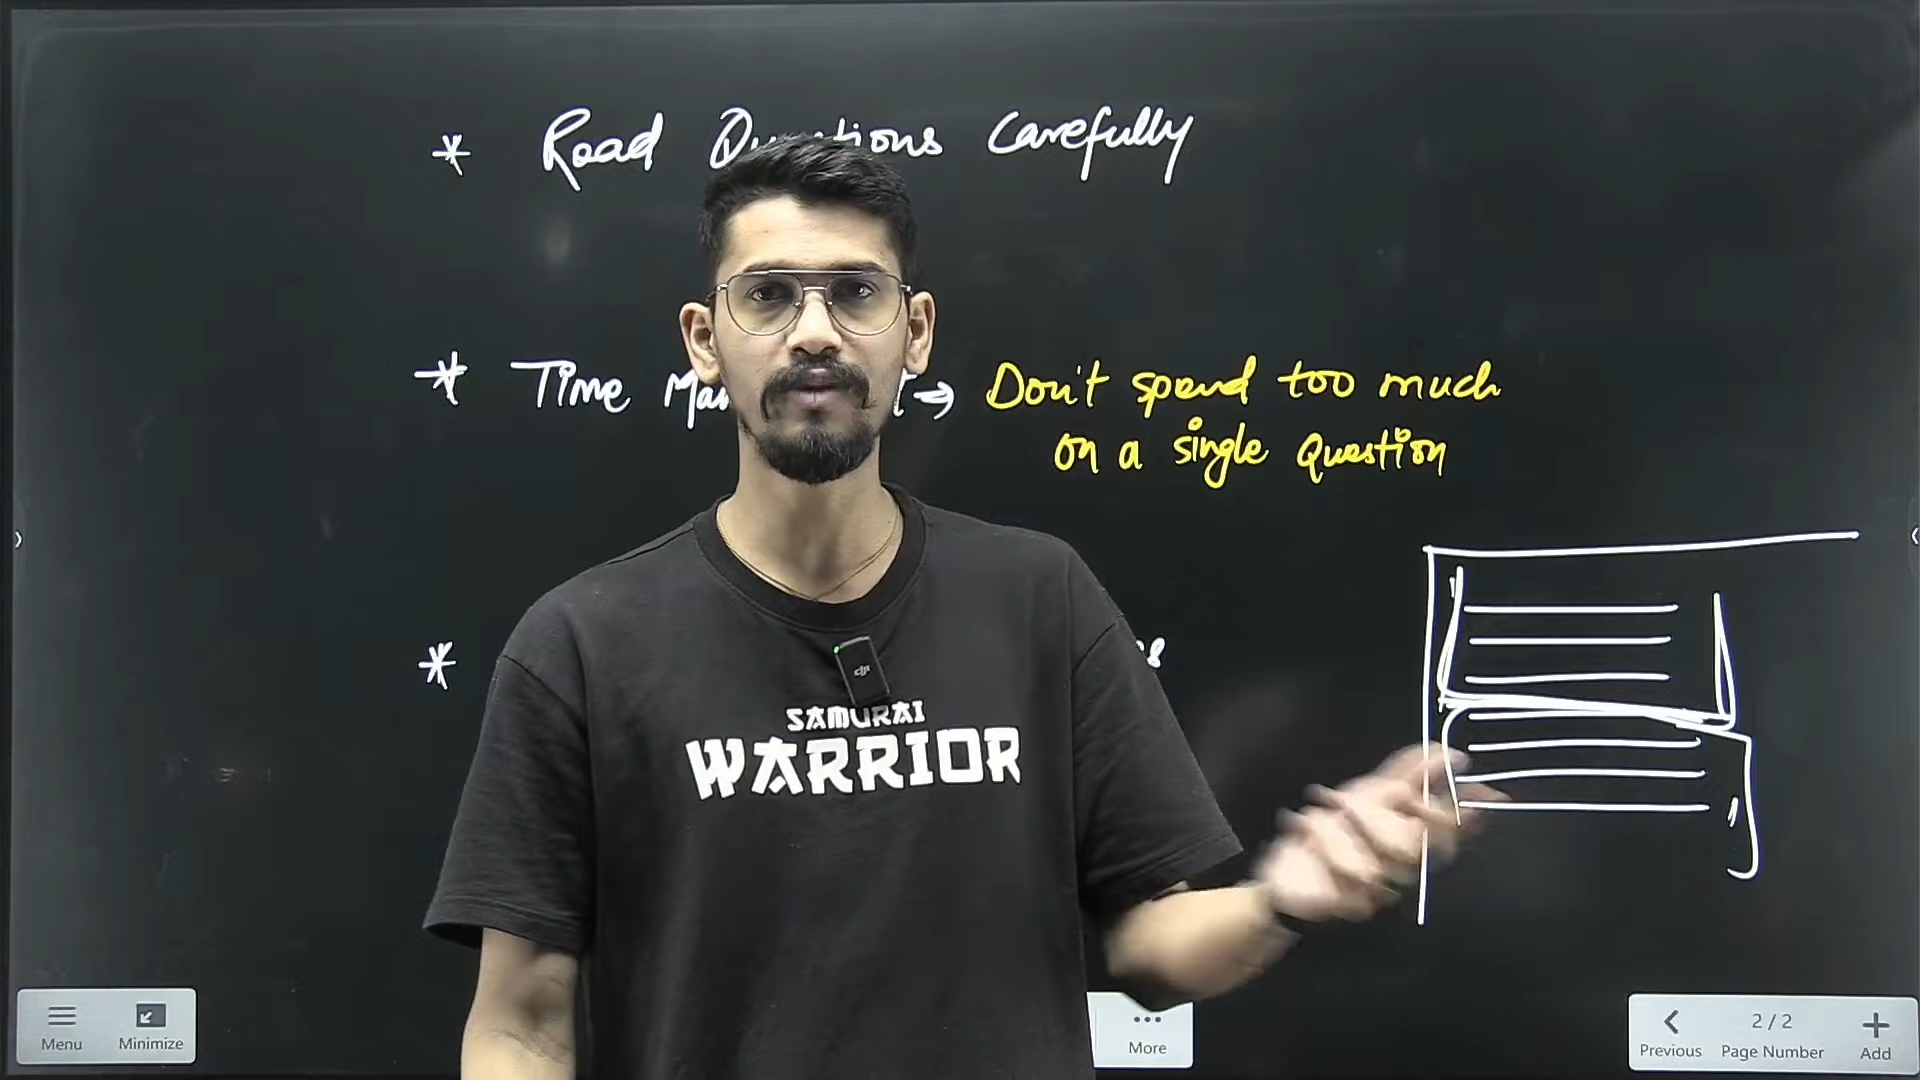 * Read Questions Carefully
* Time → Don't spend too much
on a single Question
*
SAMURAI
WARRIOR
dji
Menu
Minimize
More
Previous
2 / 2
Page Number
Add